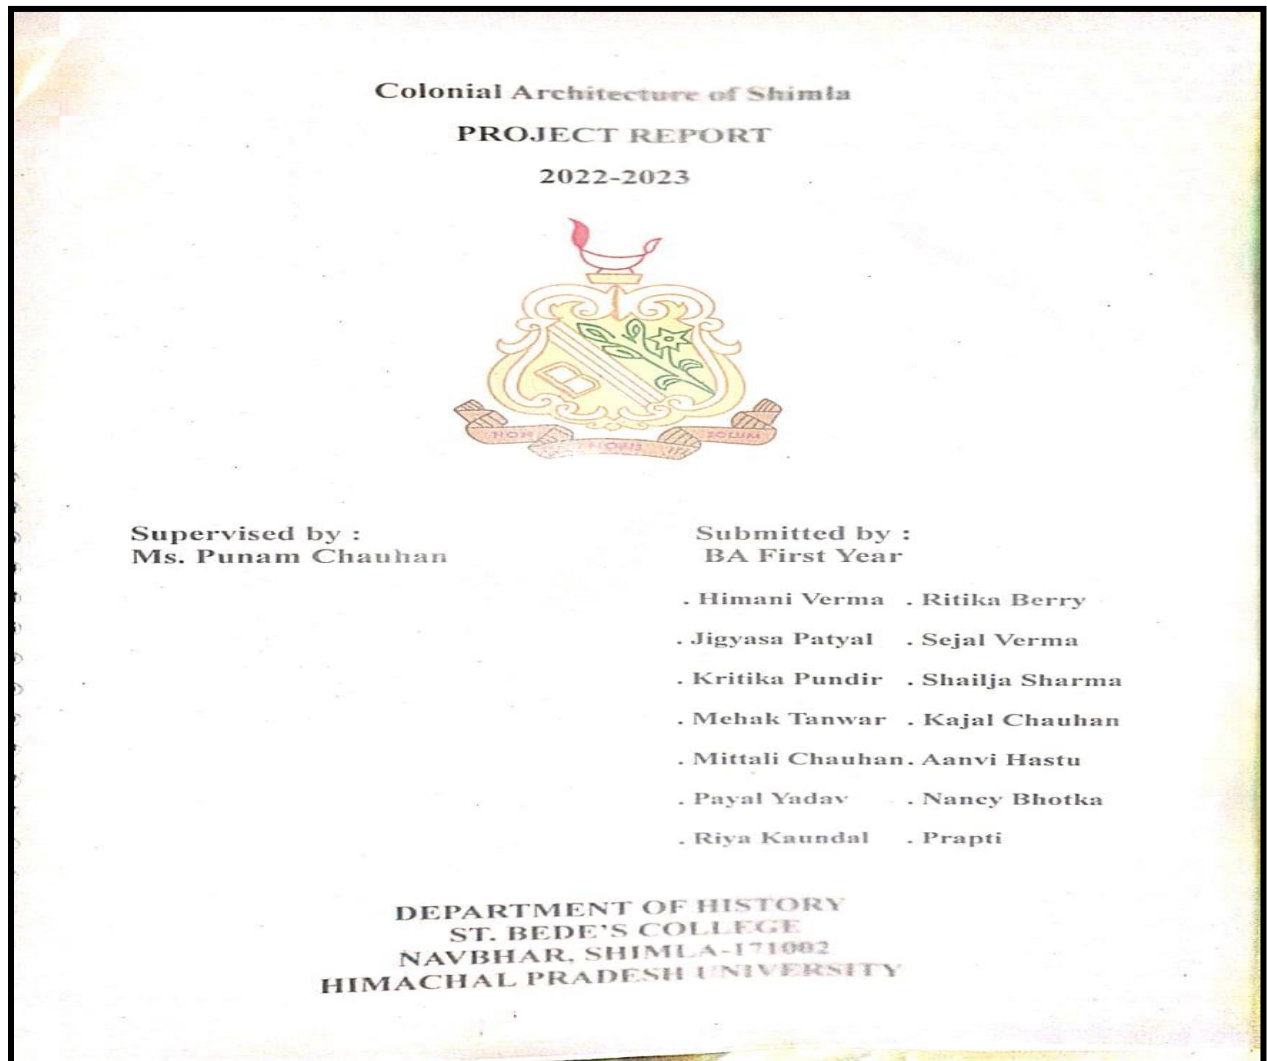 Colonial Architecture of Shimla
PROJECT REPORT
2022-2023
NON NOBIS SOLUM
Supervised by :
Ms. Punam Chauhan
Submitted by :
BA First Year
. Himani Verma . Ritika Berry
. Jigyasa Patyal . Sejal Verma
. Kritika Pundir . Shailja Sharma
. Mehak Tanwar . Kajal Chauhan
. Mittali Chauhan . Aanvi Hastu
. Payal Yadav . Nancy Bhotka
. Riya Kaundal . Prapti
DEPARTMENT OF HISTORY
ST. BEDE'S COLLEGE
NAVBHAR, SHIMLA-171002
HIMACHAL PRADESH UNIVERSITY